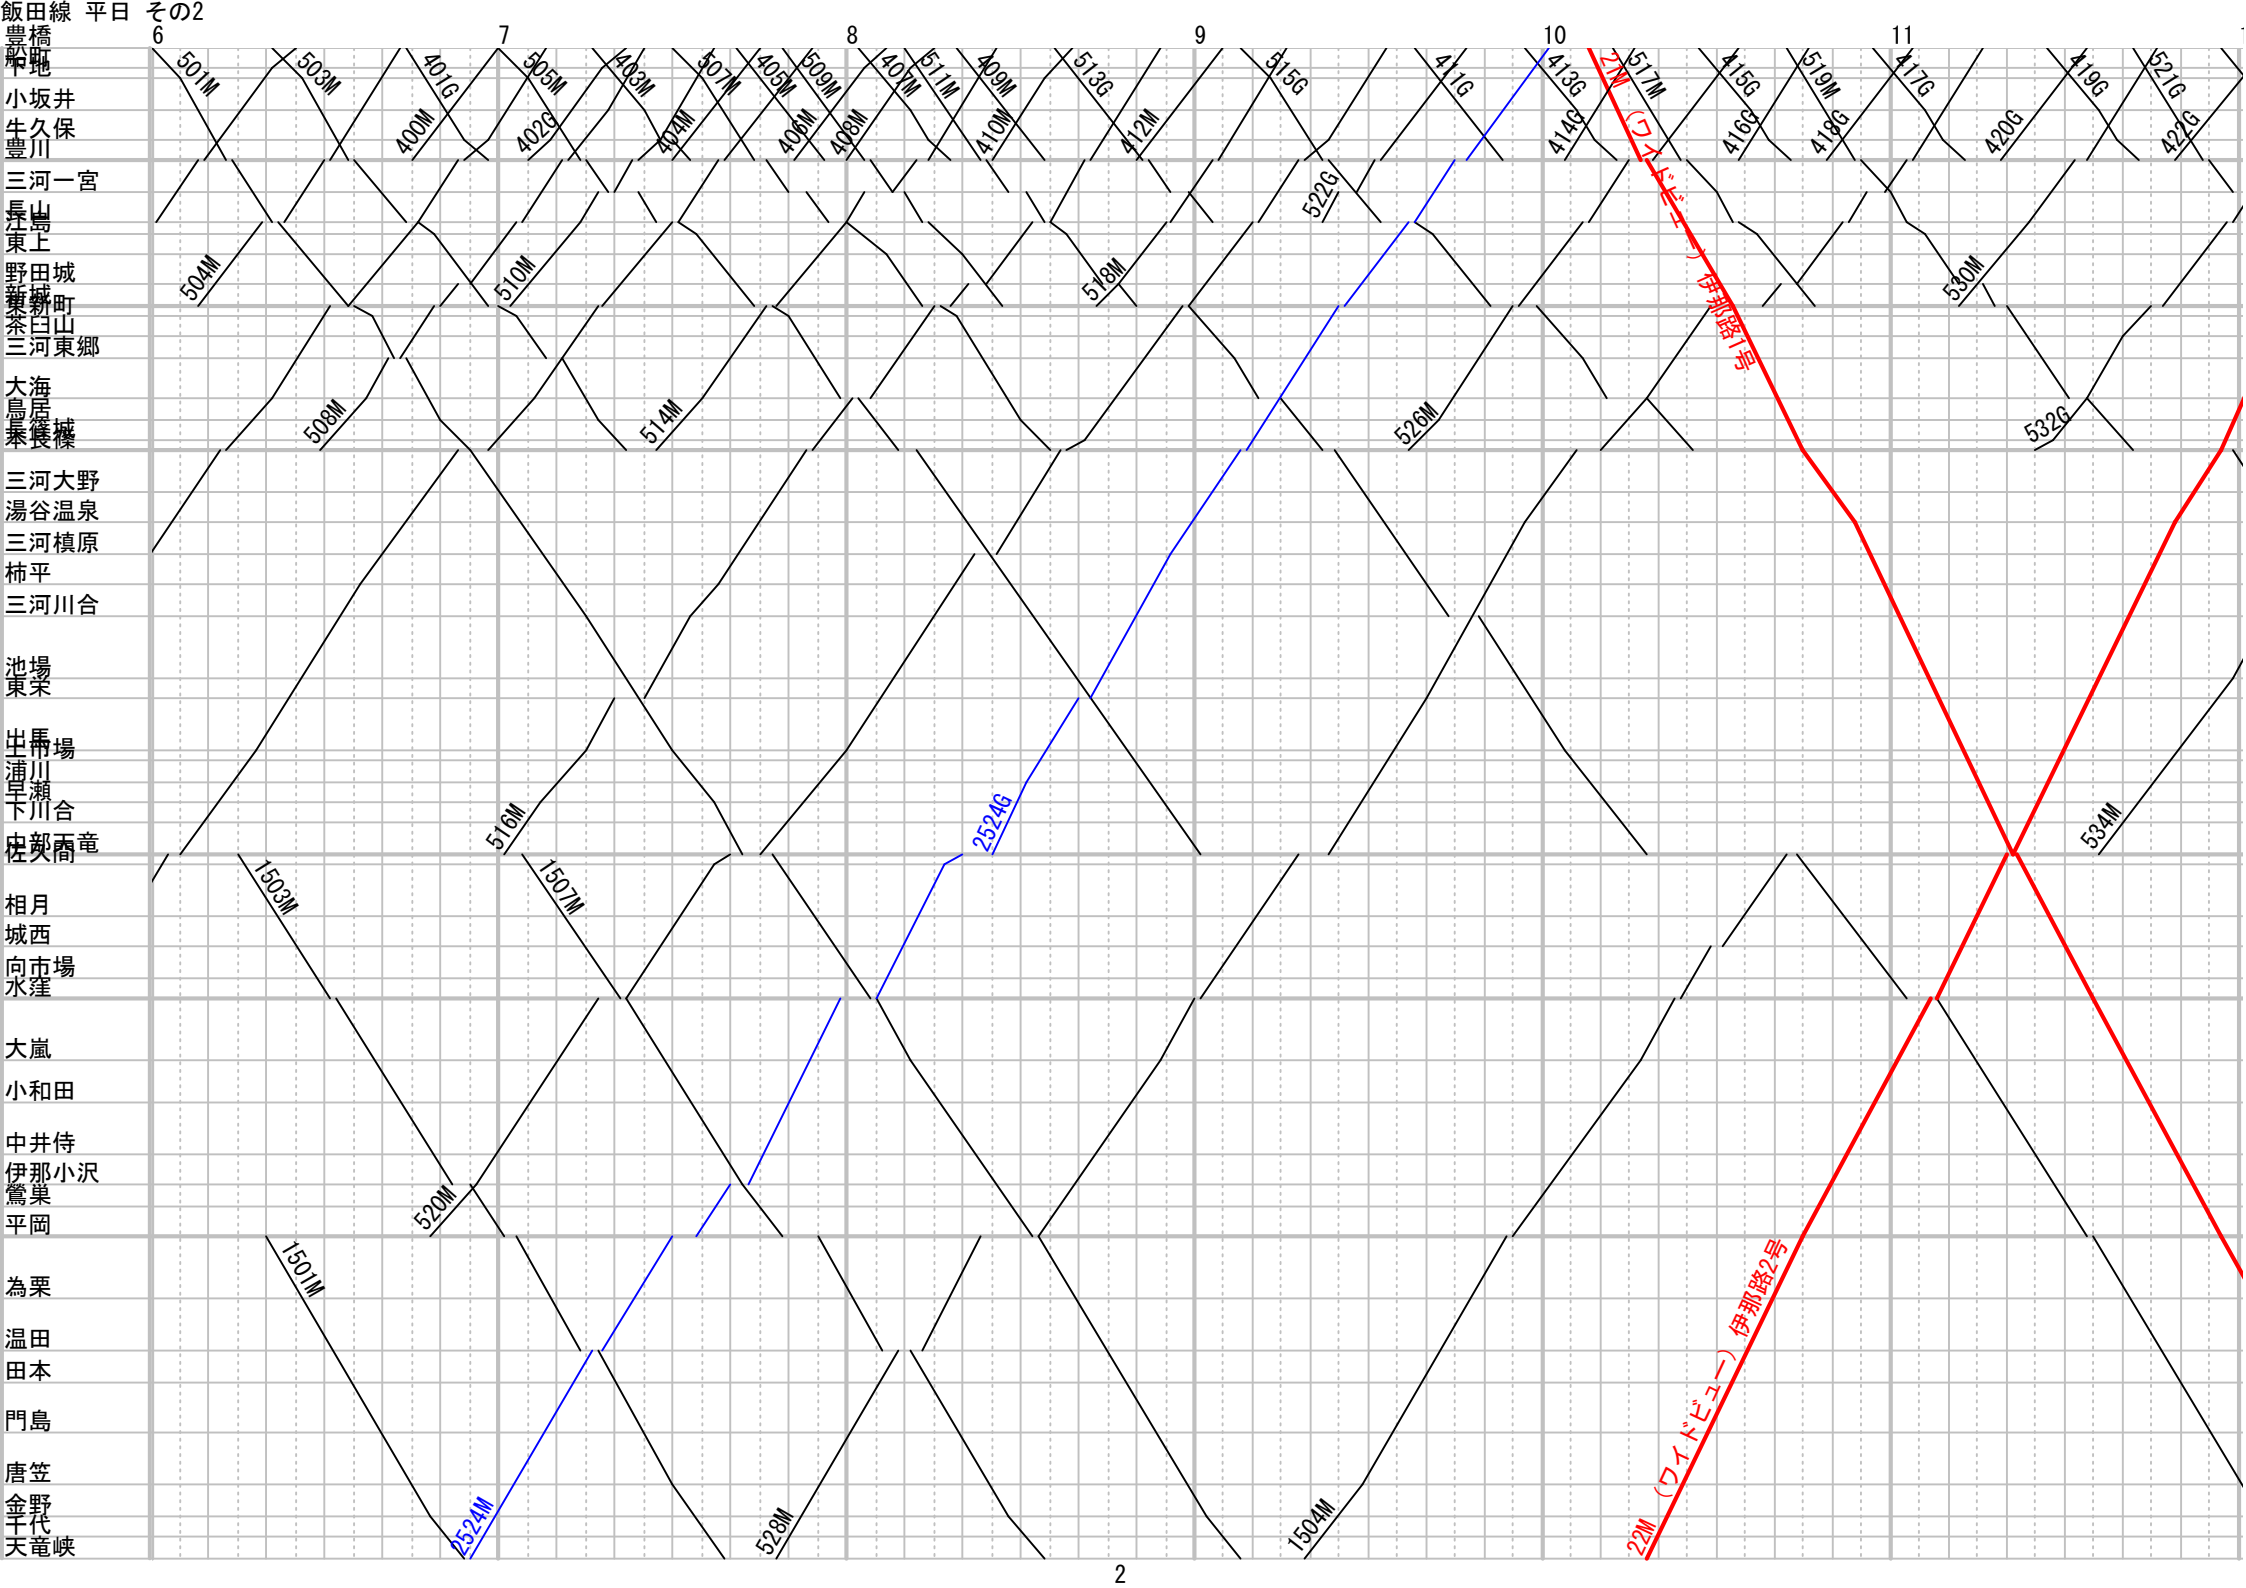 飯田線 平日 その2
6 7 8 9 10 11
豊橋
船町
下地
小坂井
牛久保
豊川
三河一宮
長山
江島
東上
野田城
新城
東新町
茶臼山
三河東郷
大海
鳥居
長篠城
本長篠
三河大野
湯谷温泉
三河槙原
柿平
三河川合
池場
東栄
出馬
上市場
浦川
早瀬
下川合
中部天竜
佐久間
相月
城西
向市場
水窪
大嵐
小和田
中井侍
伊那小沢
鶯巣
平岡
為栗
温田
田本
門島
唐笠
金野
千代
天竜峡
501M
503M
401G
505M
403M
507M
405M
509M
407M
511M
409M
513G
515G
411G
413G
21M (ワイドビュー) 伊那路1号
517M
415G
519M
417G
419G
521G
400M
402G
404M
406M
408M
410M
412M
414G
416G
418G
420G
422G
522G
504M
510M
518M
530M
508M
514M
526M
532G
516M
2524G
534M
1503M
1507M
520M
1501M
2524M
528M
1504M
22M (ワイドビュー) 伊那路2号
2